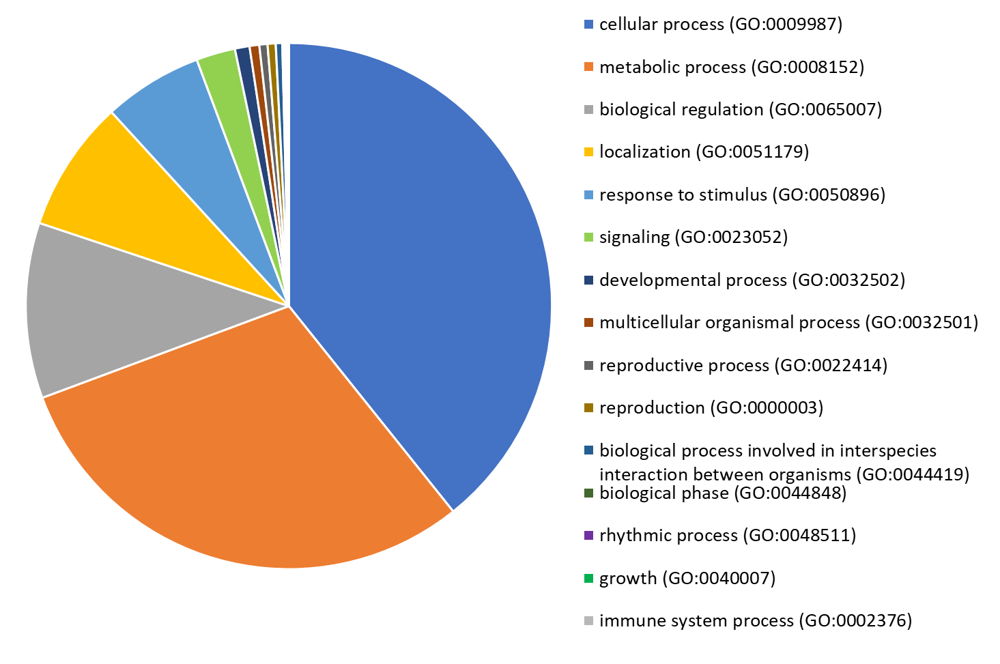 cellular process (GO:0009987)
metabolic process (GO:0008152)
biological regulation (GO:0065007)
localization (GO:0051179)
response to stimulus (GO:0050896)
signaling (GO:0023052)
developmental process (GO:0032502)
multicellular organismal process (GO:0032501)
reproductive process (GO:0022414)
reproduction (GO:0000003)
biological process involved in interspecies
interaction between organisms (GO:0044419)
biological phase (GO:0044848)
rhythmic process (GO:0048511)
growth (GO:0040007)
immune system process (GO:0002376)